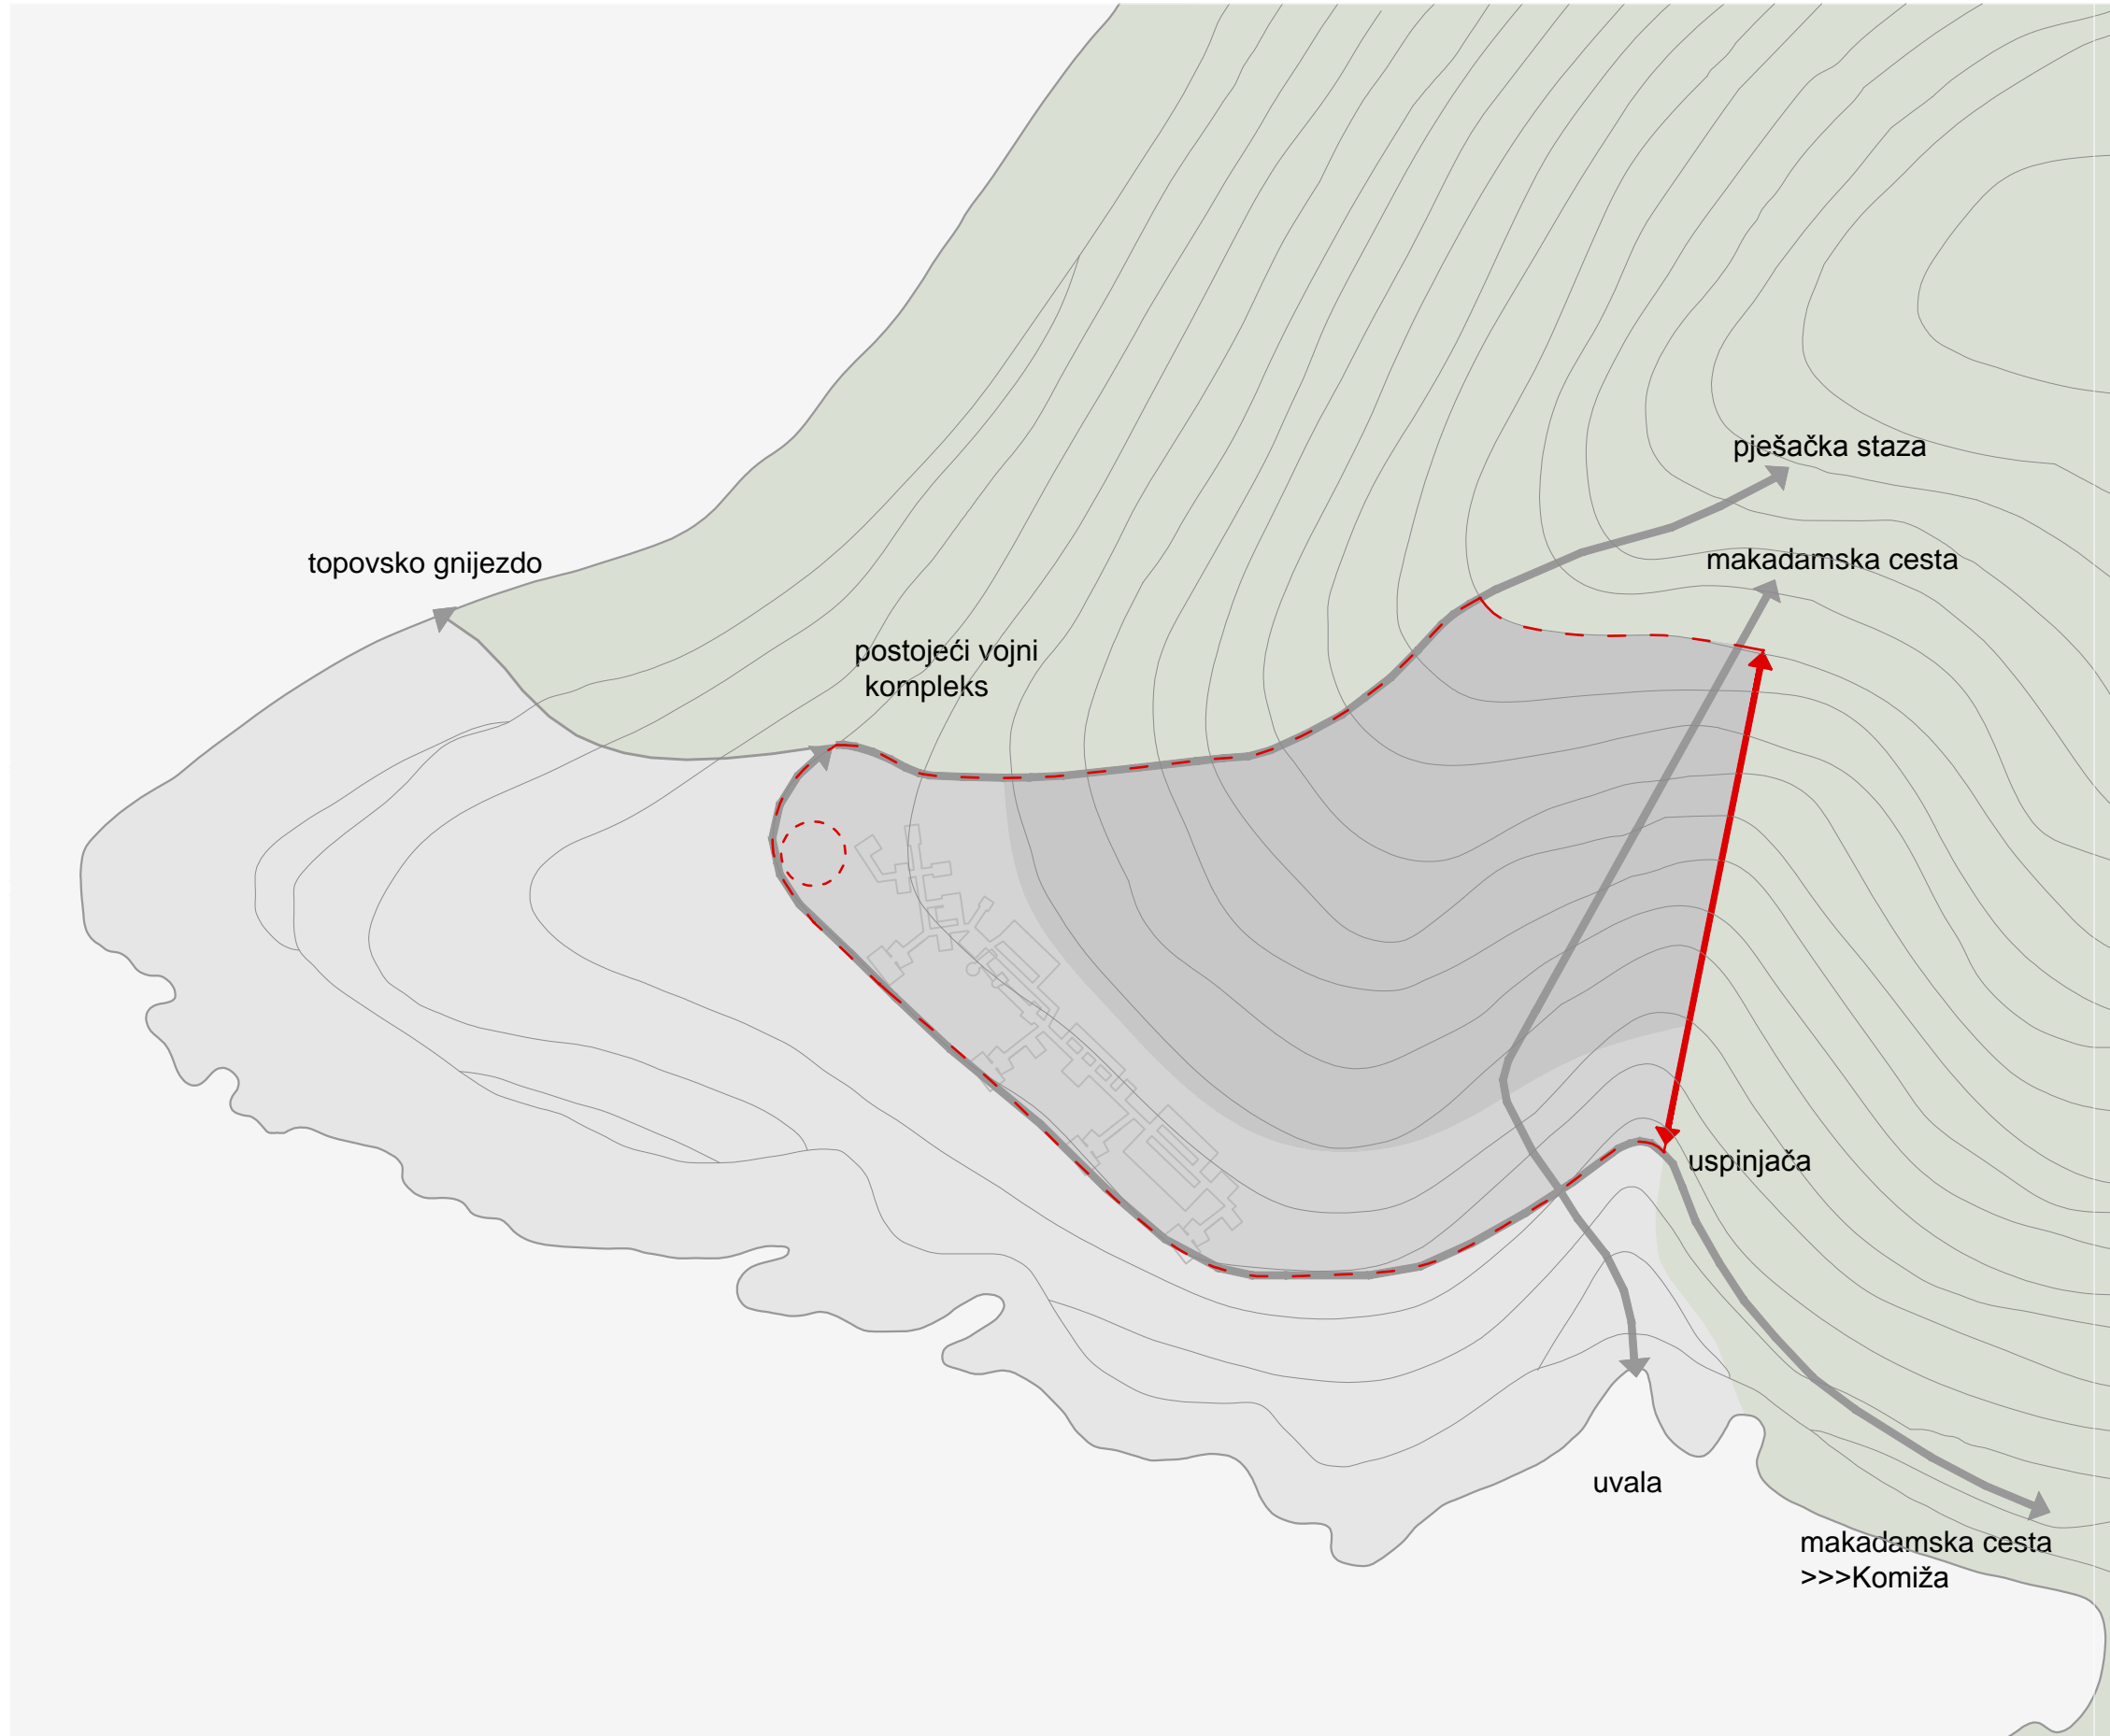 pješačka staza
makadamska cesta
topovsko gnijezdo
postojeći vojni
kompleks
uspinjača
uvala
makadamska cesta
>>>Komiža